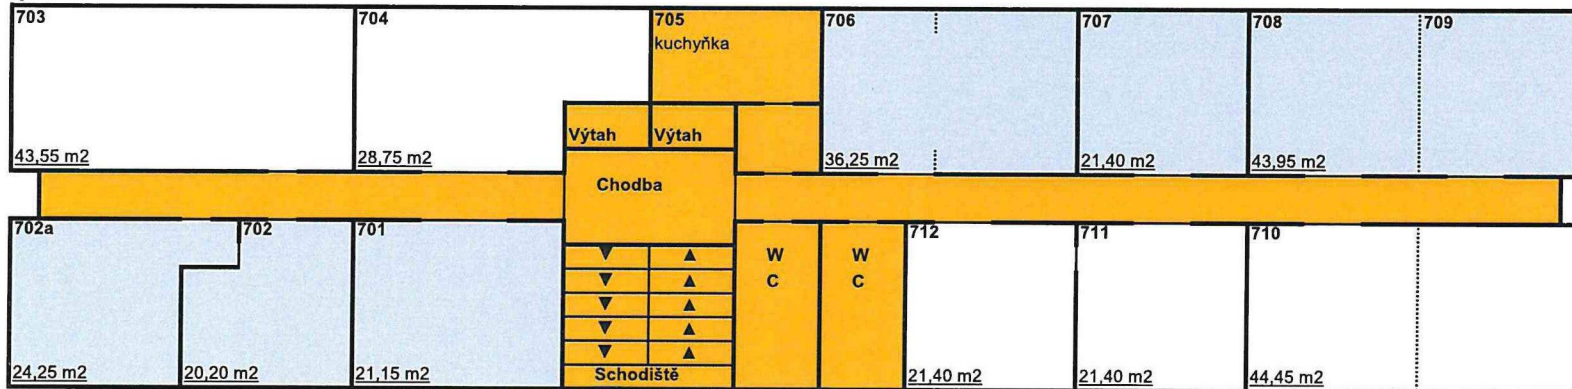 703
704
705
kuchyňka
706
707
708
709
Výtah
Výtah
43,55 m2
28,75 m2
36,25 m2
21,40 m2
43,95 m2
Chodba
702a
702
701
712
711
710
W
C
W
C
24,25 m2
20,20 m2
21,15 m2
Schodiště
21,40 m2
21,40 m2
44,45 m2